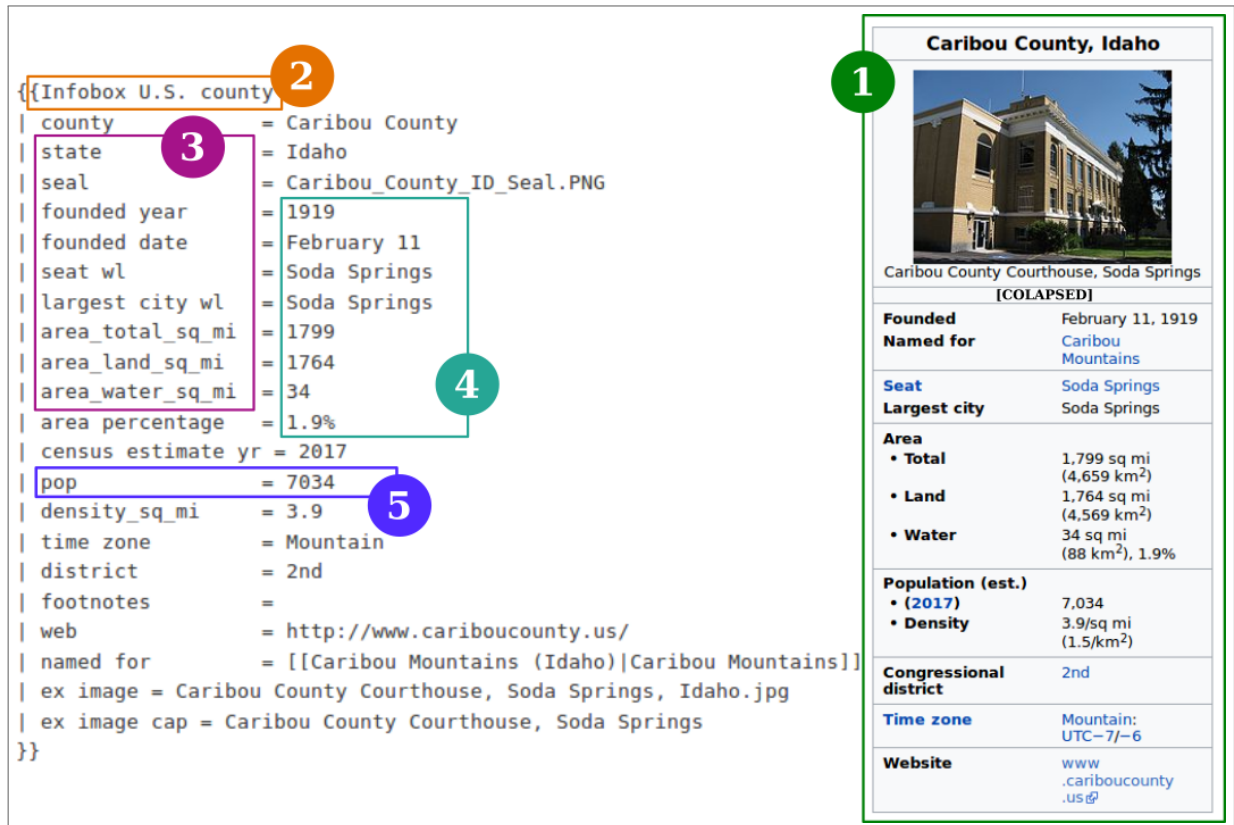 2
{{Infobox U.S. county
| county = Caribou County
3
| state = Idaho
| seal = Caribou_County_ID_Seal.PNG
| founded year = 1919
| founded date = February 11
| seat wl = Soda Springs
| largest city wl = Soda Springs
| area_total_sq_mi = 1799
| area_land_sq_mi = 1764
4
| area_water_sq_mi = 34
| area percentage = 1.9%
| census estimate yr = 2017
| pop = 7034
5
| density_sq_mi = 3.9
| time zone = Mountain
| district = 2nd
| footnotes =
| web = http://www.cariboucounty.us/
| named for = [[Caribou Mountains (Idaho)|Caribou Mountains]]
| ex image = Caribou County Courthouse, Soda Springs, Idaho.jpg
| ex image cap = Caribou County Courthouse, Soda Springs
}}
1
Caribou County, Idaho
Caribou County Courthouse, Soda Springs
[COLAPSED]
Founded February 11, 1919
Named for Caribou
Mountains
Seat Soda Springs
Largest city Soda Springs
Area
• Total 1,799 sq mi
(4,659 km²)
• Land 1,764 sq mi
(4,569 km²)
• Water 34 sq mi
(88 km²), 1.9%
Population (est.)
• (2017) 7,034
• Density 3.9/sq mi
(1.5/km²)
Congressional 2nd
district
Time zone Mountain:
UTC−7/−6
Website www
.cariboucounty
.us